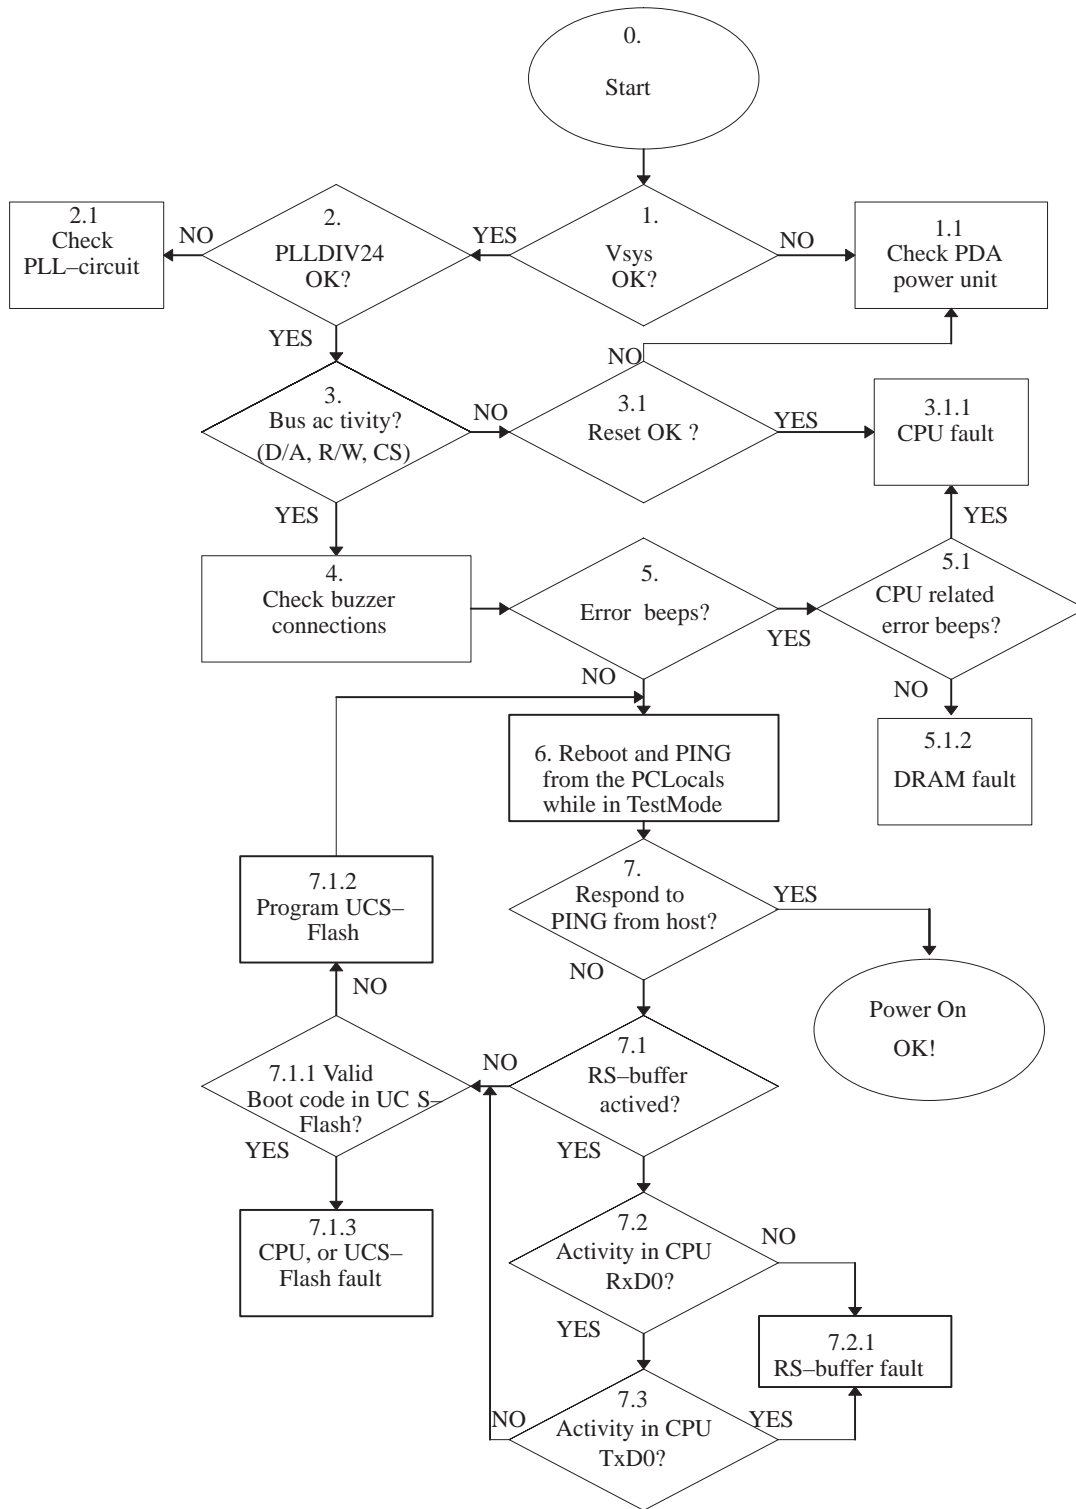 0.
Start
2.1
Check
PLL–circuit
NO
2.
PLLDIV24
OK?
YES
1.
Vsys
OK?
NO
1.1
Check PDA
power unit
YES
NO
3.
Bus ac tivity?
(D/A, R/W, CS)
NO
3.1
Reset OK ?
YES
3.1.1
CPU fault
YES
YES
4.
Check buzzer
connections
5.
Error beeps?
YES
5.1
CPU related
error beeps?
NO
NO
5.1.2
DRAM fault
6. Reboot and PING
from the PCLocals
while in TestMode
7.
Respond to
PING from host?
YES
7.1.2
Program UCS–
Flash
NO
NO
Power On
OK!
7.1.1 Valid
Boot code in UC S–
Flash?
NO
7.1
RS–buffer
actived?
YES
YES
7.1.3
CPU, or UCS–
Flash fault
7.2
Activity in CPU
RxD0?
NO
YES
7.2.1
RS–buffer fault
NO
7.3
Activity in CPU
TxD0?
YES